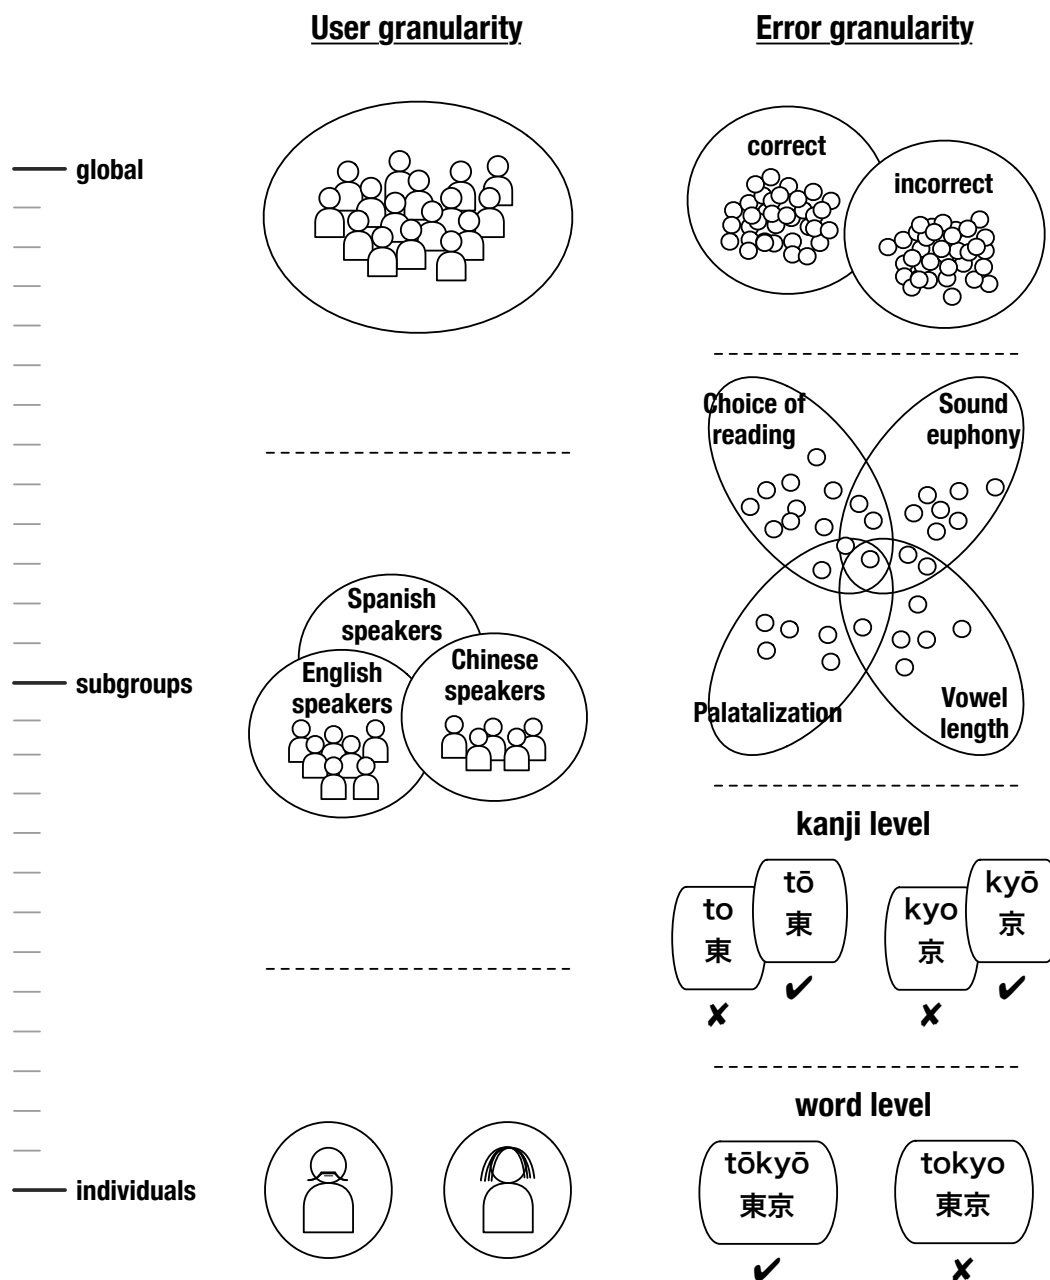 User granularity
Error granularity
global
correct
incorrect
Choice of
reading
Sound
euphony
Spanish
speakers
English
speakers
Chinese
speakers
subgroups
Palatalization
Vowel
length
kanji level
to
東
✘
tō
東
✔
kyo
京
✘
kyō
京
✔
word level
individuals
tōkyō
東京
✔
tokyo
東京
✘